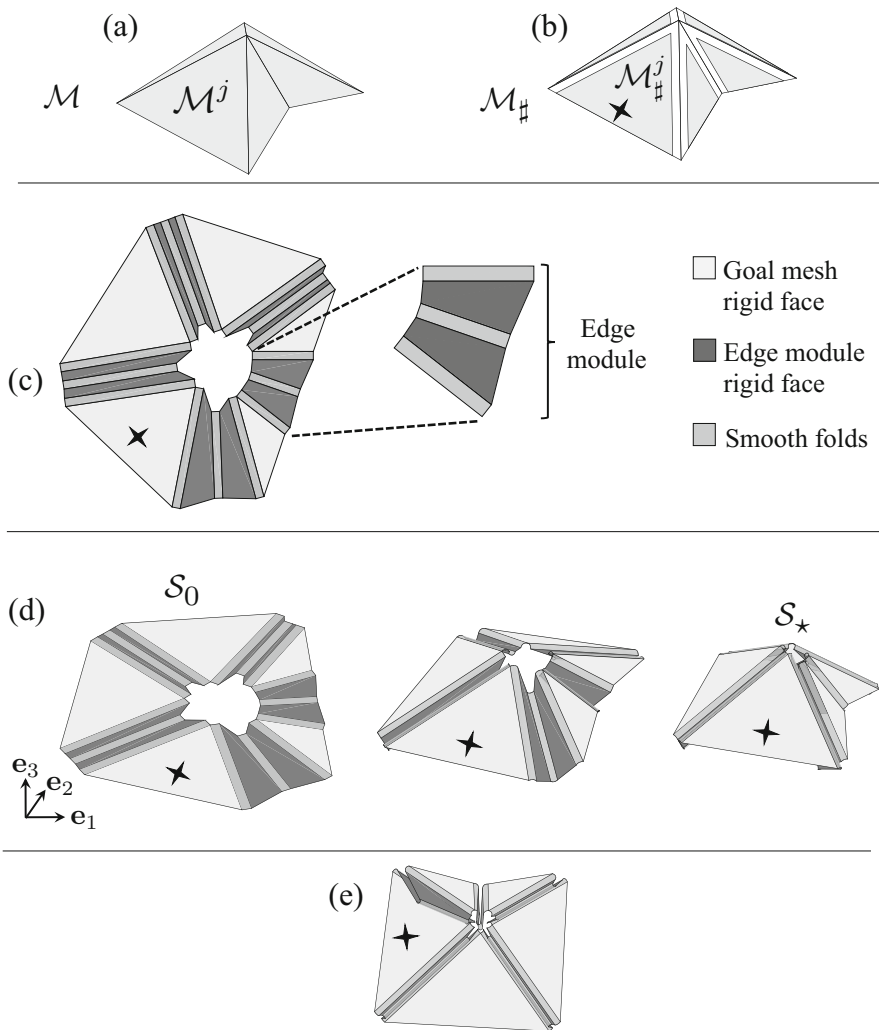 (a)
ℳ
ℳ^j
(b)
ℳ_♯
ℳ_♯^j
(c)
Edge
module
Goal mesh
rigid face
Edge module
rigid face
Smooth folds
(d)
𝒮_0
𝒮_⋆
e_3
e_2
e_1
(e)